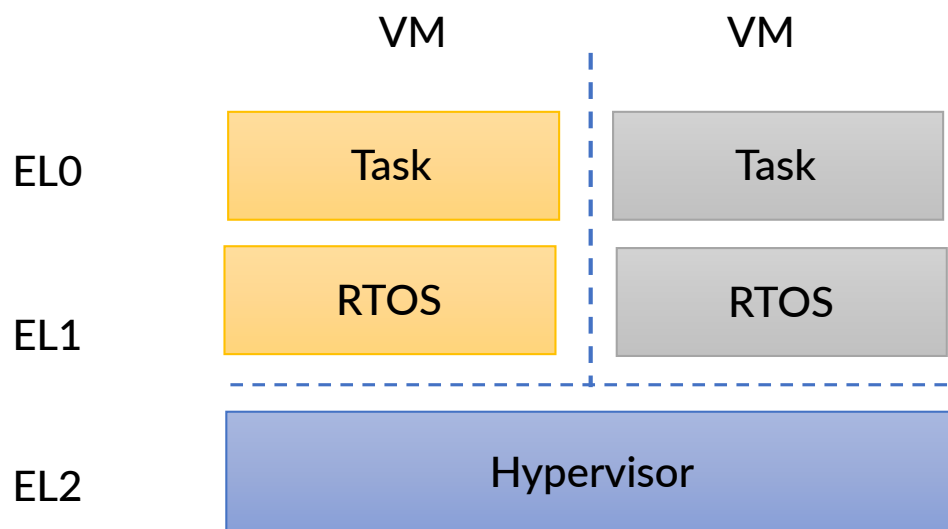 VM VM
EL0 Task Task
RTOS RTOS
EL1
Hypervisor
EL2